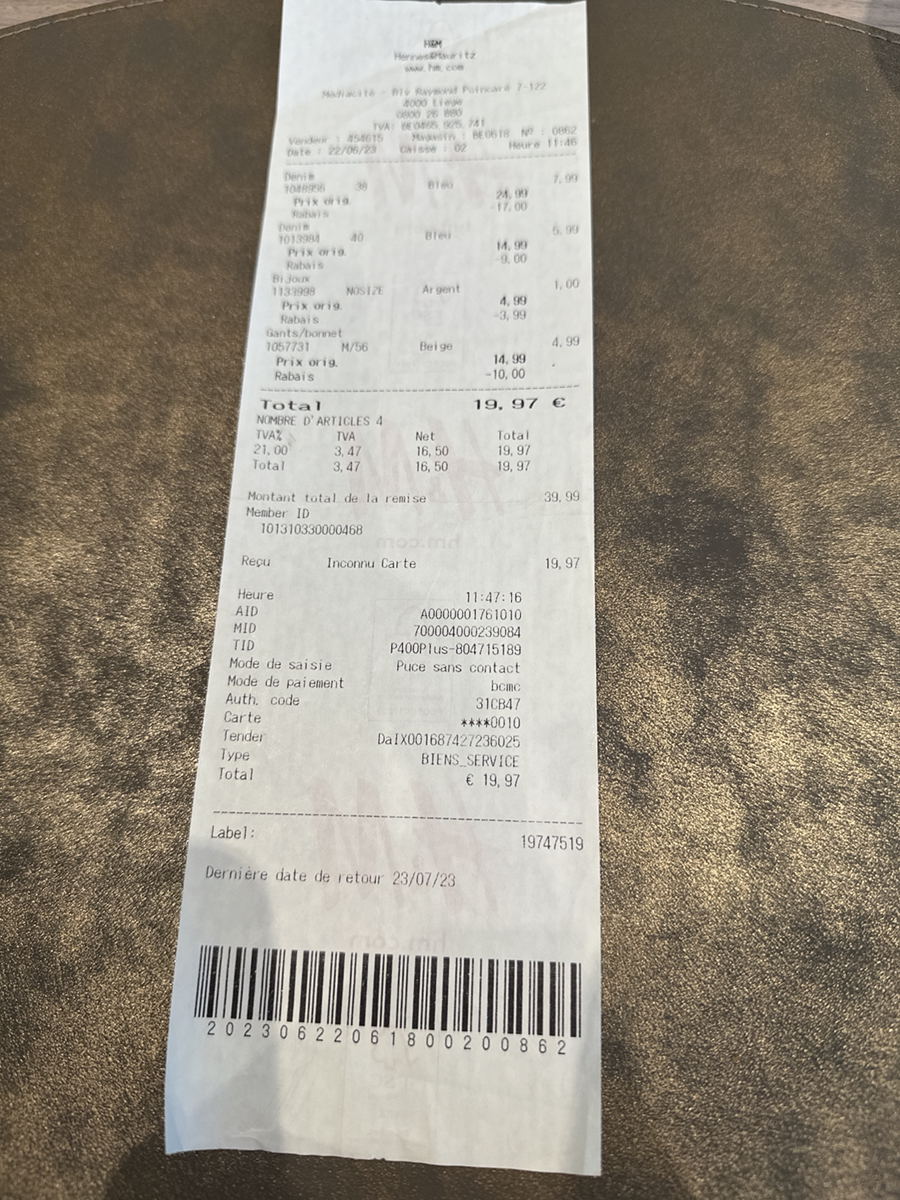 H&M
Hennes&Mauritz
www.hm.com
Médiacité - Blv Raymond Poincaré 7-122
4000 Liège
0800 26 880
TVA: BE0465.925.741
Vendeur : 454615 Magasin : BE0618 Nº : 0862
Date : 22/06/23 Caisse : 02 Heure 11:46
Denim 7,99
1048956 38 Bleu
Prix orig. 24,99
Rabais -17,00
Denim 5,99
1013984 40 Bleu
Prix orig. 14,99
Rabais -9,00
Bijoux 1,00
1133998 NOSIZE Argent
Prix orig. 4,99
Rabais -3,99
Gants/bonnet 4,99
1057731 M/56 Beige
Prix orig. 14,99
Rabais -10,00
Total 19,97 €
NOMBRE D'ARTICLES 4
TVA% TVA Net Total
21,00 3,47 16,50 19,97
Total 3,47 16,50 19,97
Montant total de la remise 39,99
Member ID
101310330000468
Reçu Inconnu Carte 19,97
Heure 11:47:16
AID A0000001761010
MID 700004000239084
TID P400Plus-804715189
Mode de saisie Puce sans contact
Mode de paiement bcmc
Auth. code 31CB47
Carte ****0010
Tender DaIX001687427236025
Type BIENS_SERVICE
Total € 19,97
Label: 19747519
Dernière date de retour 23/07/23
20230622061800200862